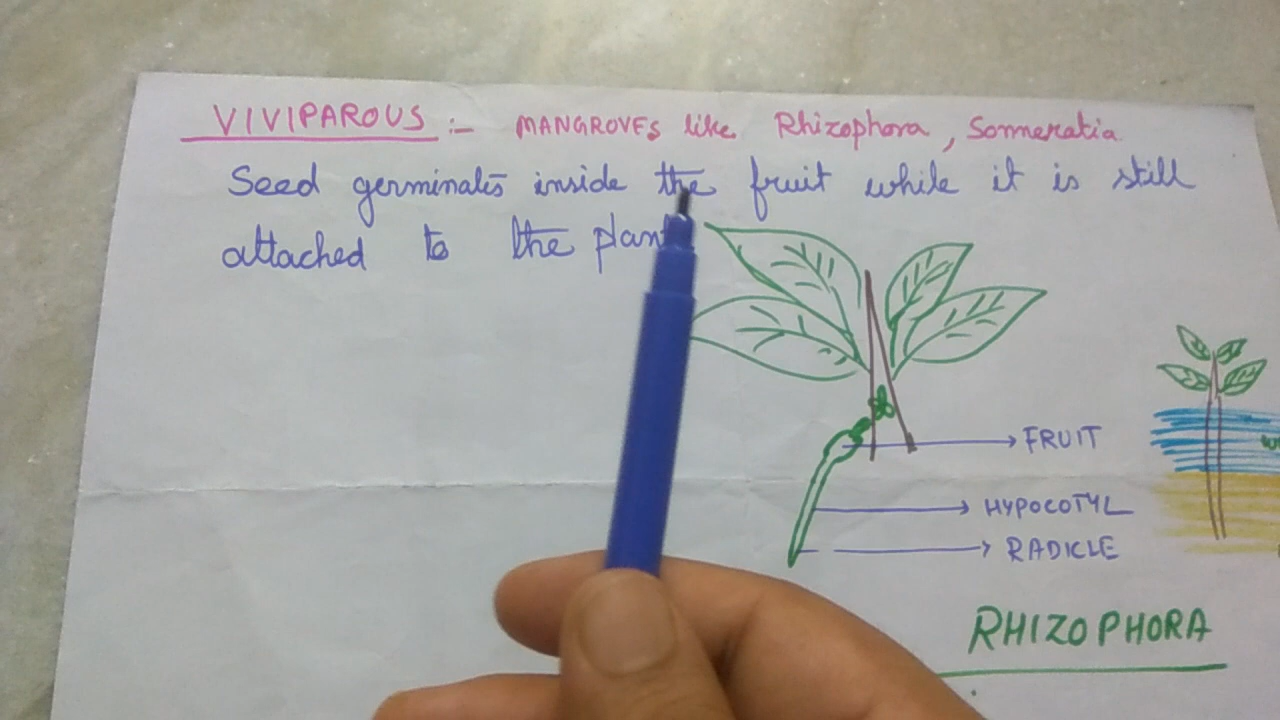 VIVIPAROUS :- MANGROVEs like Rhizophora, Sonneratia
Seed germinates inside the fruit while it is still
attached to the plant
FRUIT
HYPOCOTYL
RADICLE
RHIZOPHORA